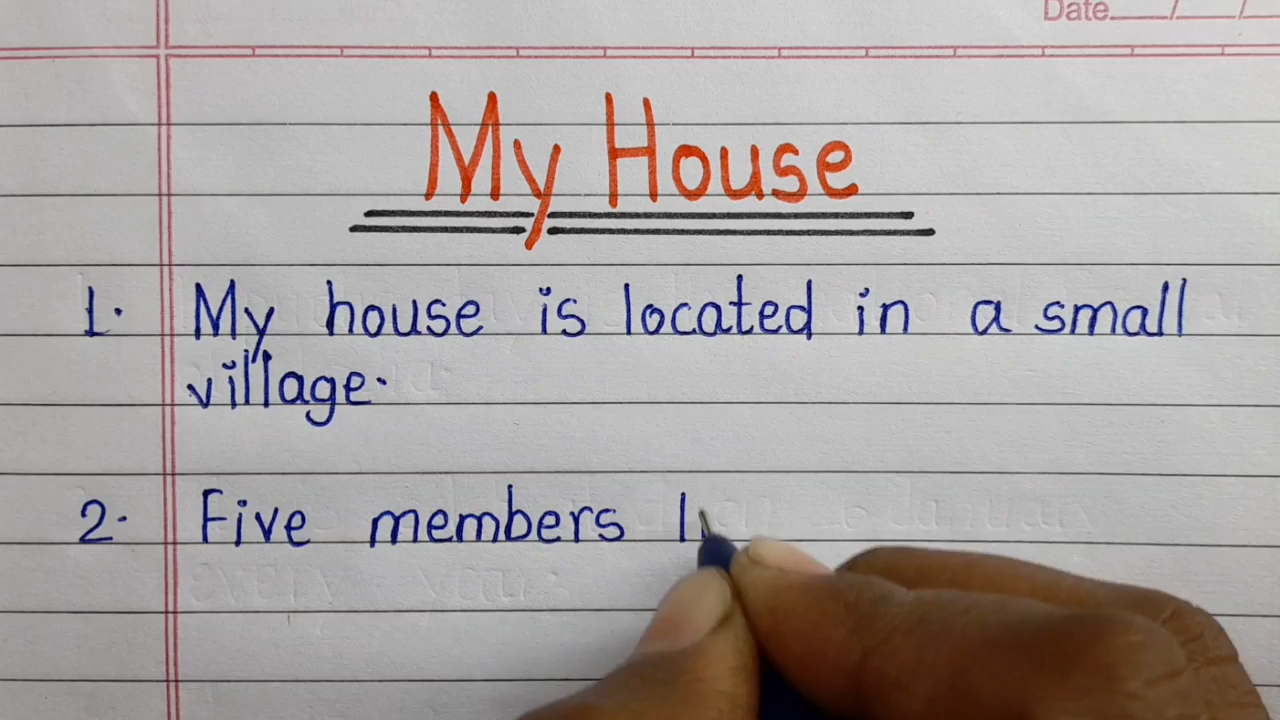 Date
My House
1. My house is located in a small
village.
2. Five members